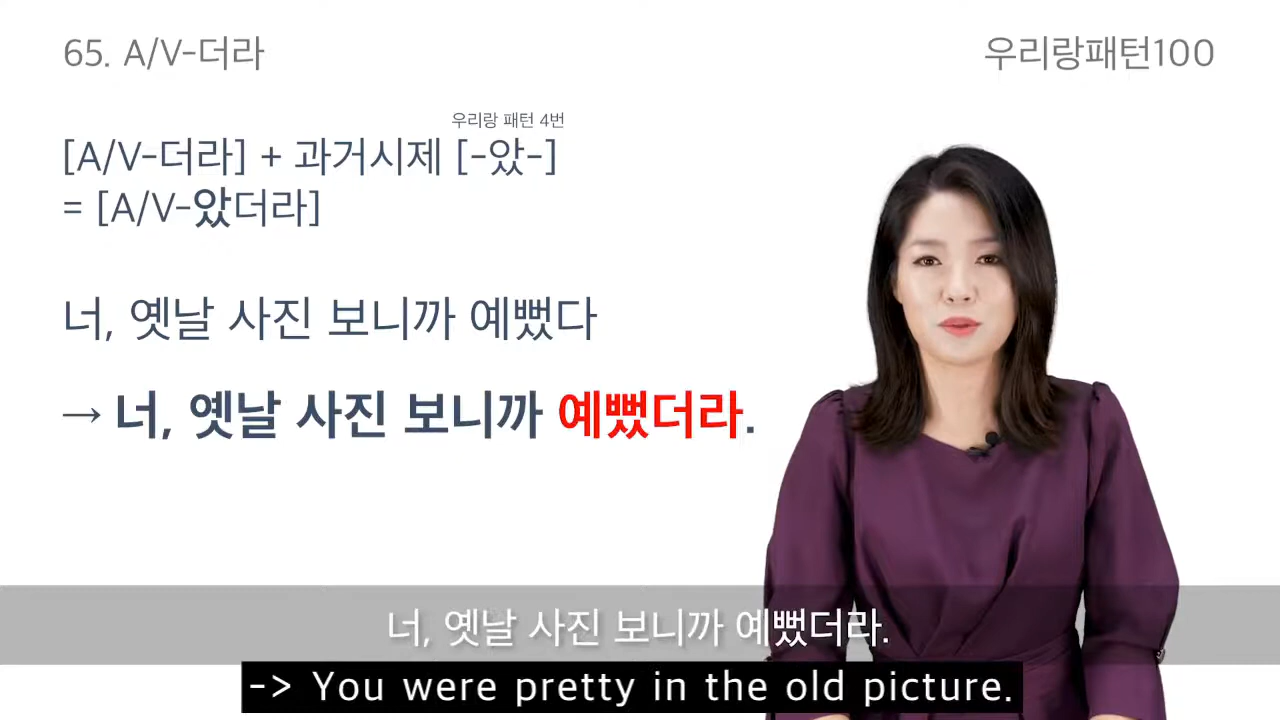 65. A/V-더라
우리랑패턴100
우리랑 패턴 4번
[A/V-더라] + 과거시제 [-았-]
= [A/V-았더라]
너, 옛날 사진 보니까 예뻤다
→ 너, 옛날 사진 보니까 예뻤더라.
너, 옛날 사진 보니까 예뻤더라.
-> You were pretty in the old picture.